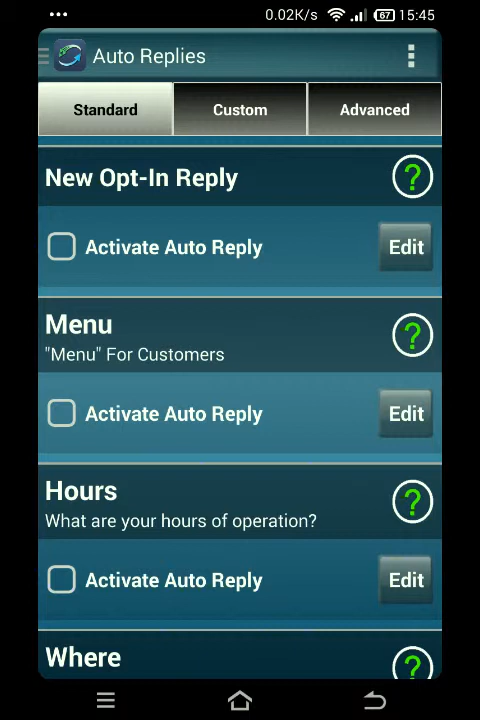 0.02K/s 67 15:45
Auto Replies
Standard Custom Advanced
New Opt-In Reply ?
Activate Auto Reply Edit
Menu ?
"Menu" For Customers
Activate Auto Reply Edit
Hours ?
What are your hours of operation?
Activate Auto Reply Edit
Where ?